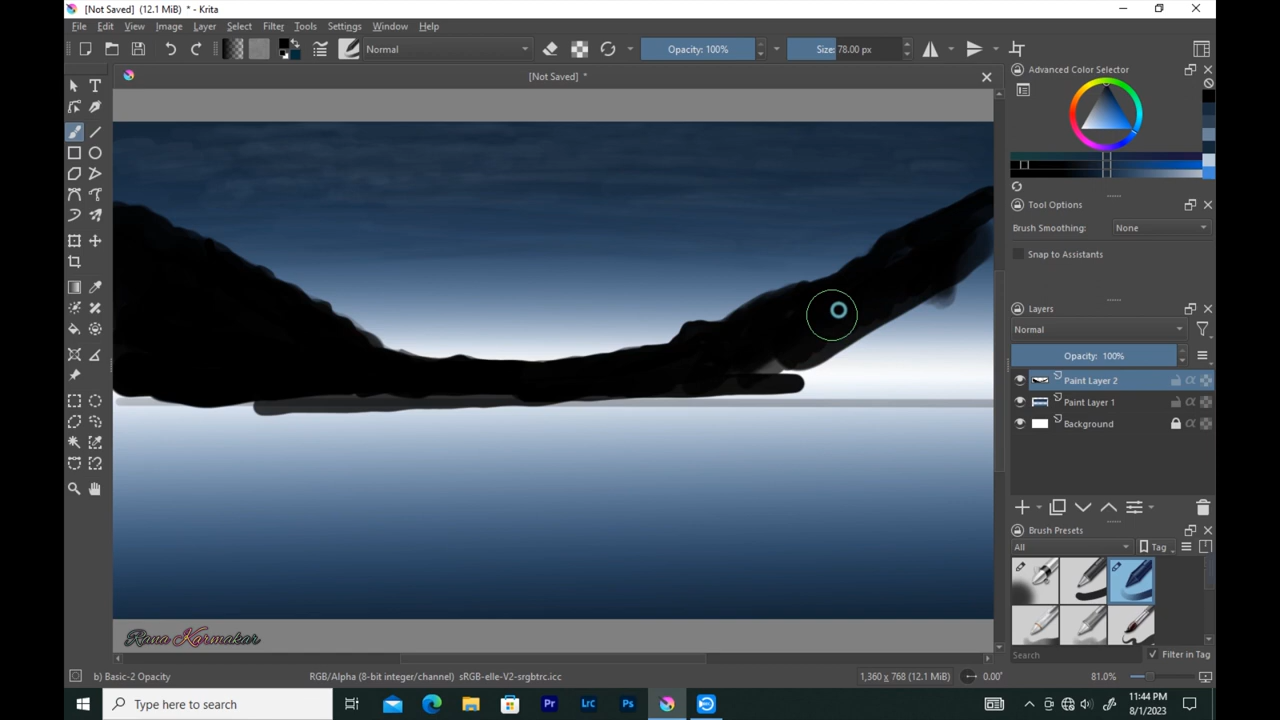 [Not Saved] (12.1 MiB) * - Krita
File Edit View Image Layer Select Filter Tools Settings Window Help
Normal
Opacity: 100%
Size: 78.00 px
[Not Saved] *
Advanced Color Selector
Tool Options
Brush Smoothing: None
Snap to Assistants
Layers
Normal
Opacity: 100%
Paint Layer 2
Paint Layer 1
Background
Brush Presets
All
Tag
Search
Filter in Tag
Rana Karmakar
b) Basic-2 Opacity
RGB/Alpha (8-bit integer/channel) sRGB-elle-V2-srgbtrc.icc
1,360 x 768 (12.1 MiB)
0.00°
81.0%
Type here to search
Pr
Lrc
Ps
11:44 PM
8/1/2023